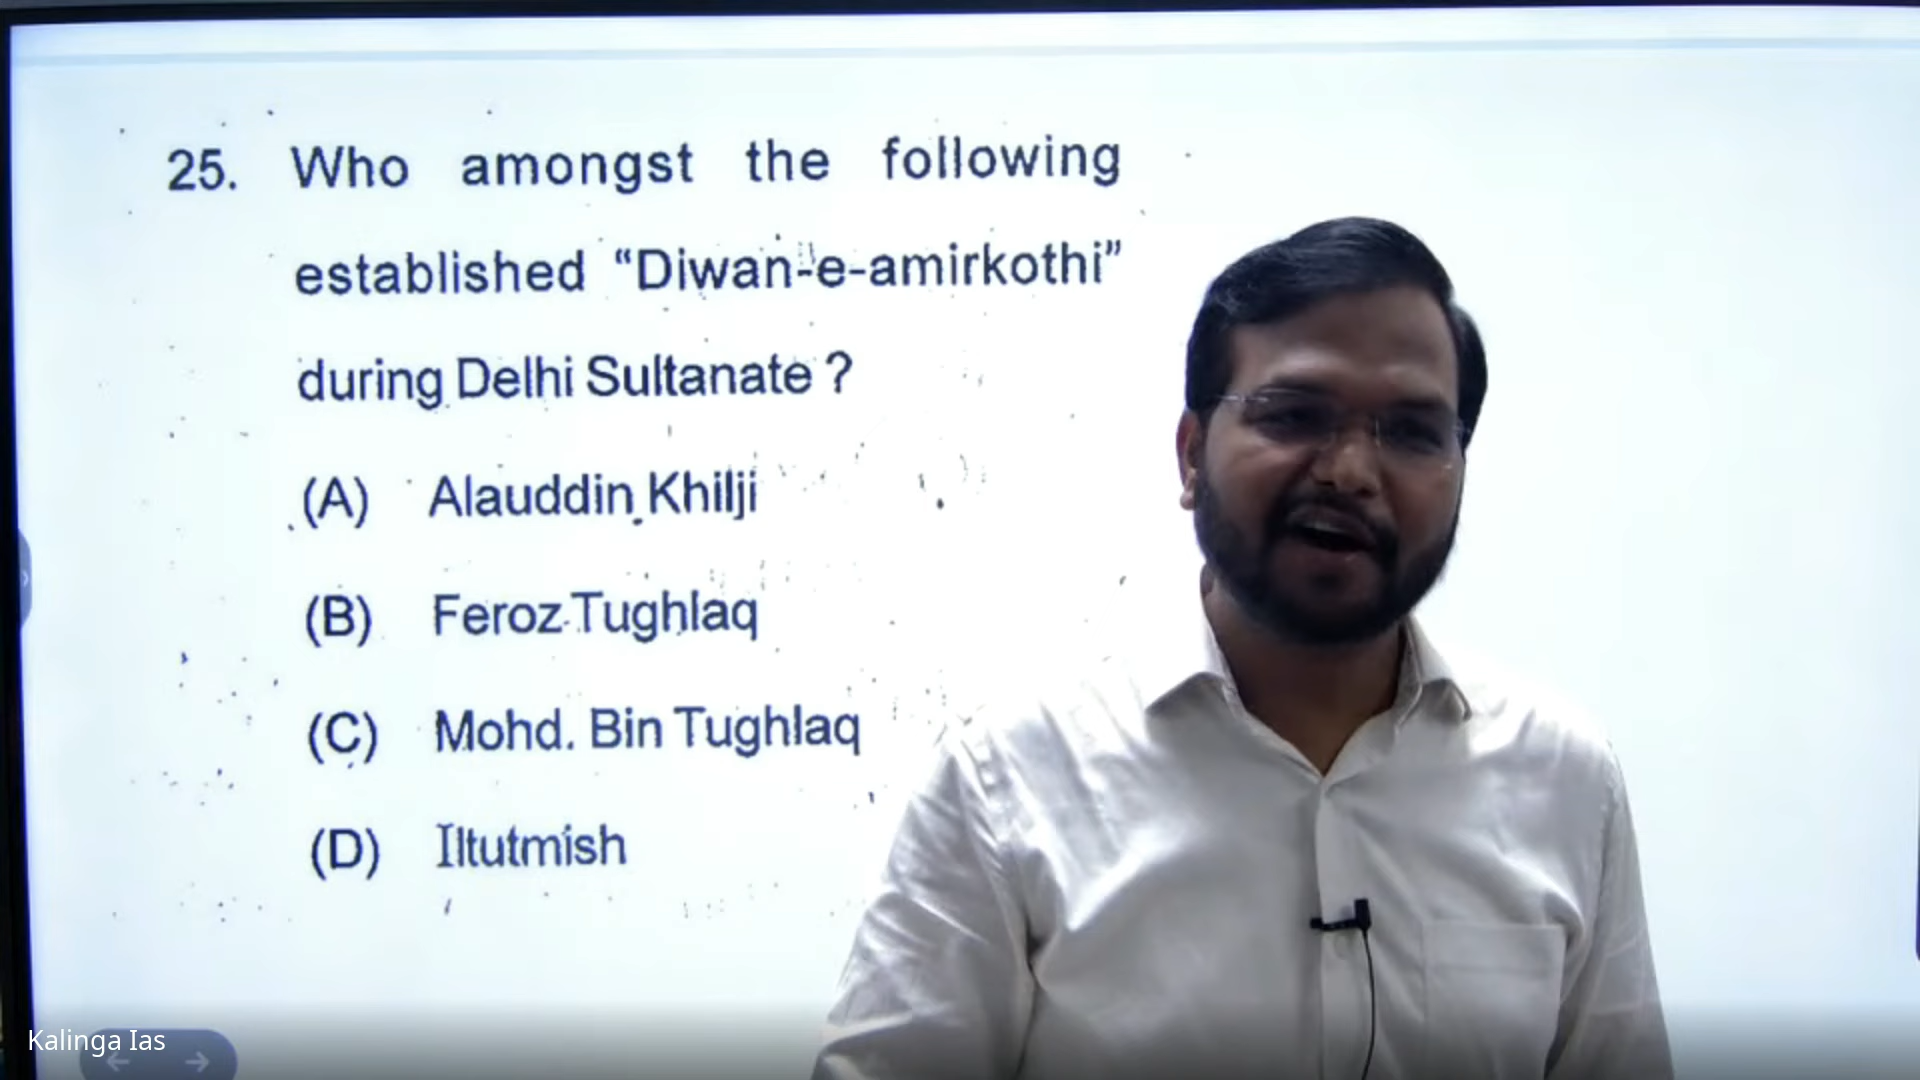 25. Who amongst the following
established “Diwan-e-amirkothi”
during Delhi Sultanate ?
(A) Alauddin Khilji
(B) Feroz Tughlaq
(C) Mohd. Bin Tughlaq
(D) Iltutmish
Kalinga Ias